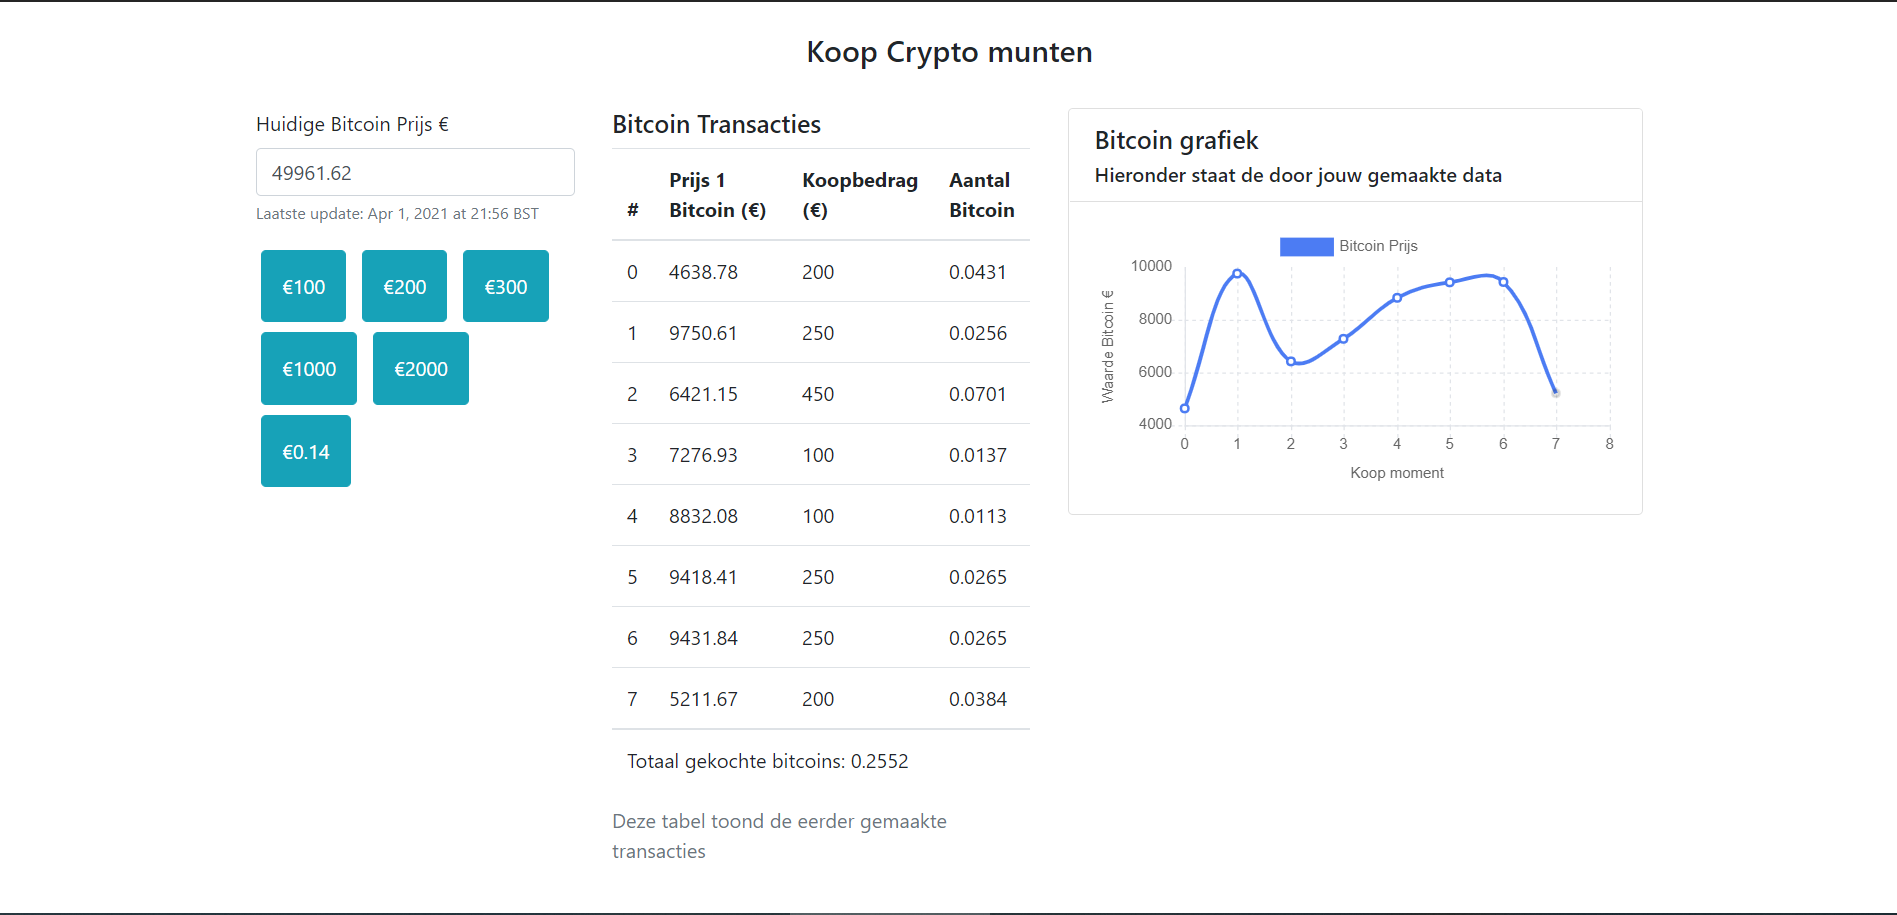 Koop Crypto munten
Huidige Bitcoin Prijs €
49961.62
Laatste update: Apr 1, 2021 at 21:56 BST
€100 €200 €300
€1000 €2000
€0.14
Bitcoin Transacties
# Prijs 1 Bitcoin (€) Koopbedrag (€) Aantal Bitcoin
0 4638.78 200 0.0431
1 9750.61 250 0.0256
2 6421.15 450 0.0701
3 7276.93 100 0.0137
4 8832.08 100 0.0113
5 9418.41 250 0.0265
6 9431.84 250 0.0265
7 5211.67 200 0.0384
Totaal gekochte bitcoins: 0.2552
Deze tabel toond de eerder gemaakte
transacties
Bitcoin grafiek
Hieronder staat de door jouw gemaakte data
Bitcoin Prijs
Waarde Bitcoin €
10000
8000
6000
4000
0 1 2 3 4 5 6 7 8
Koop moment